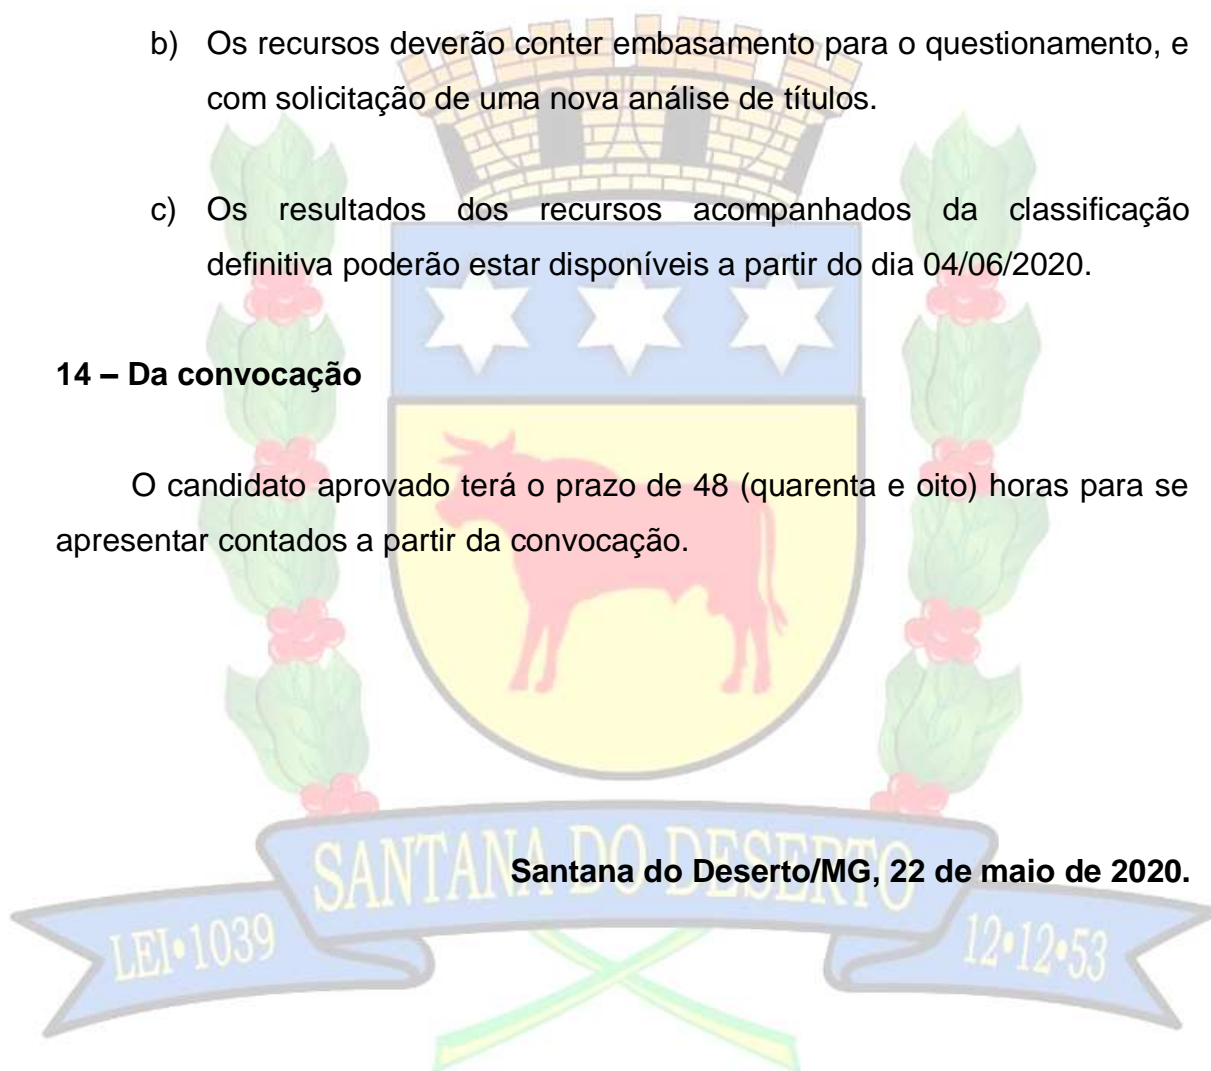 b) Os recursos deverão conter embasamento para o questionamento, e
com solicitação de uma nova análise de títulos.
c) Os resultados dos recursos acompanhados da classificação
definitiva poderão estar disponíveis a partir do dia 04/06/2020.
14 – Da convocação
O candidato aprovado terá o prazo de 48 (quarenta e oito) horas para se
apresentar contados a partir da convocação.
SANTANA DO DESERTO
Santana do Deserto/MG, 22 de maio de 2020.
LEI•1039
12•12•53